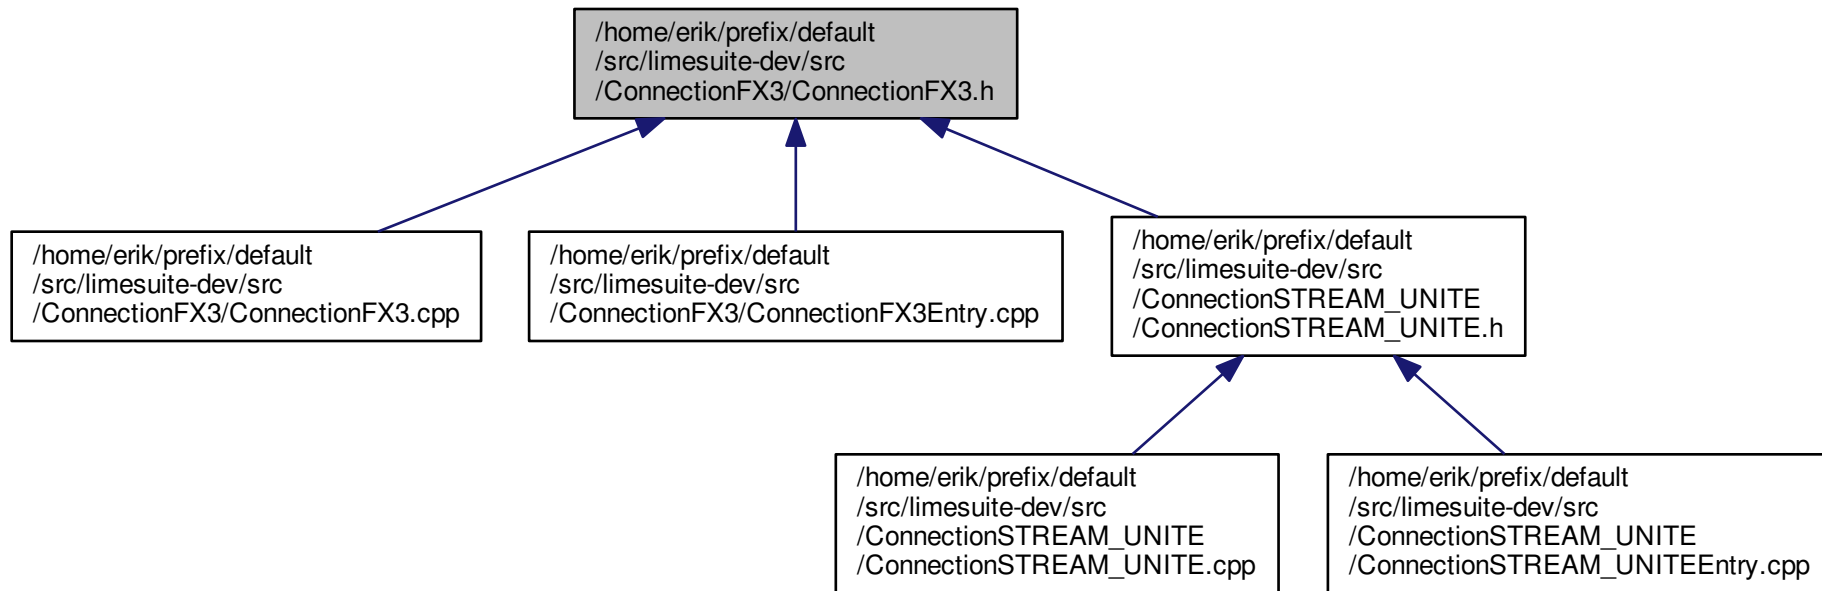 /home/erik/prefix/default
/src/limesuite-dev/src
/ConnectionFX3/ConnectionFX3.h
/home/erik/prefix/default
/src/limesuite-dev/src
/ConnectionFX3/ConnectionFX3.cpp
/home/erik/prefix/default
/src/limesuite-dev/src
/ConnectionFX3/ConnectionFX3Entry.cpp
/home/erik/prefix/default
/src/limesuite-dev/src
/ConnectionSTREAM_UNITE
/ConnectionSTREAM_UNITE.h
/home/erik/prefix/default
/src/limesuite-dev/src
/ConnectionSTREAM_UNITE
/ConnectionSTREAM_UNITE.cpp
/home/erik/prefix/default
/src/limesuite-dev/src
/ConnectionSTREAM_UNITE
/ConnectionSTREAM_UNITEEntry.cpp